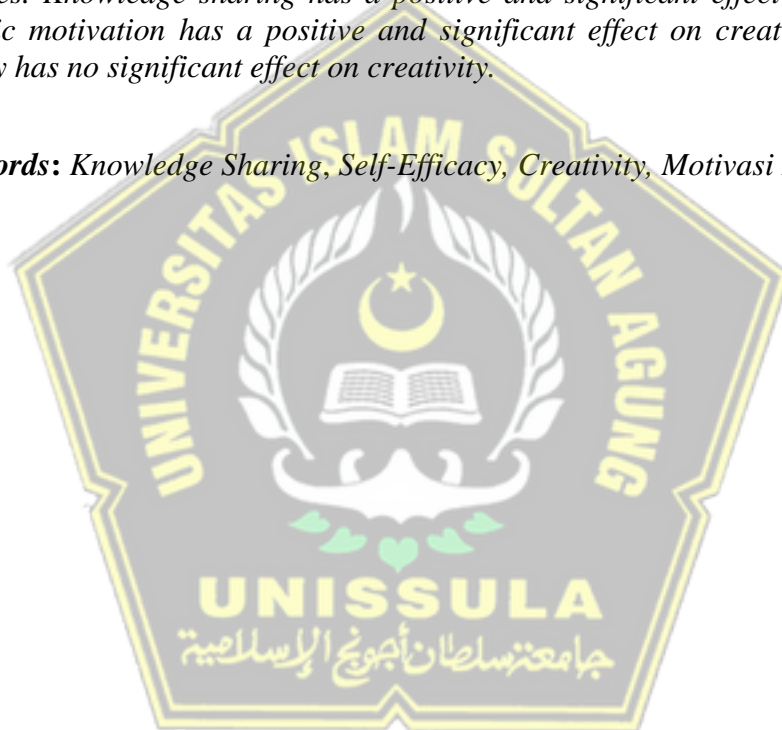 es. Knowledge sharing has a positive and significant effect
ic motivation has a positive and significant effect on creat
y has no significant effect on creativity.
ords: Knowledge Sharing, Self-Efficacy, Creativity, Motivasi
UNIVERSITAS ISLAM SULTAN AGUNG
UNISSULA
جامعة سلطان أجونج الإسلامية